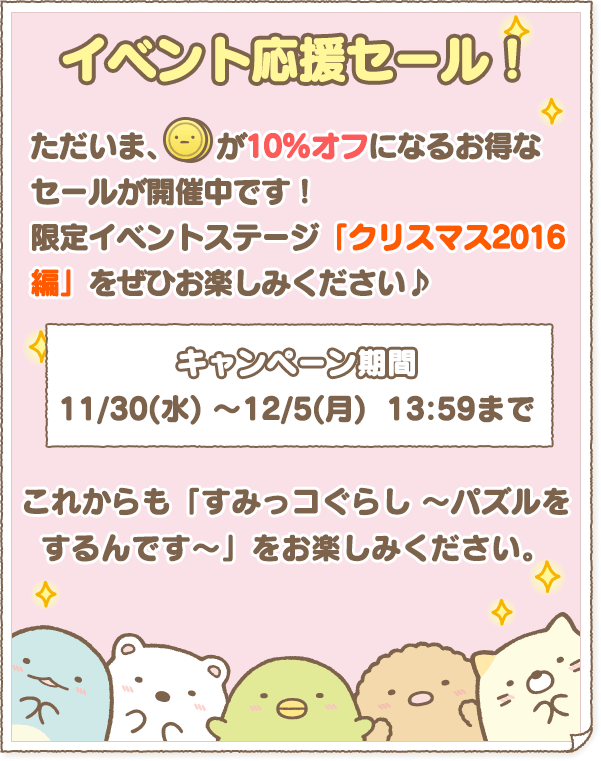 イベント応援セール！
ただいま、が10%オフになるお得な
セールが開催中です！
限定イベントステージ「クリスマス2016
編」をぜひお楽しみください♪
キャンペーン期間
11/30(水) ～12/5(月) 13:59まで
これからも「すみっコぐらし ～パズルを
するんです～」をお楽しみください。